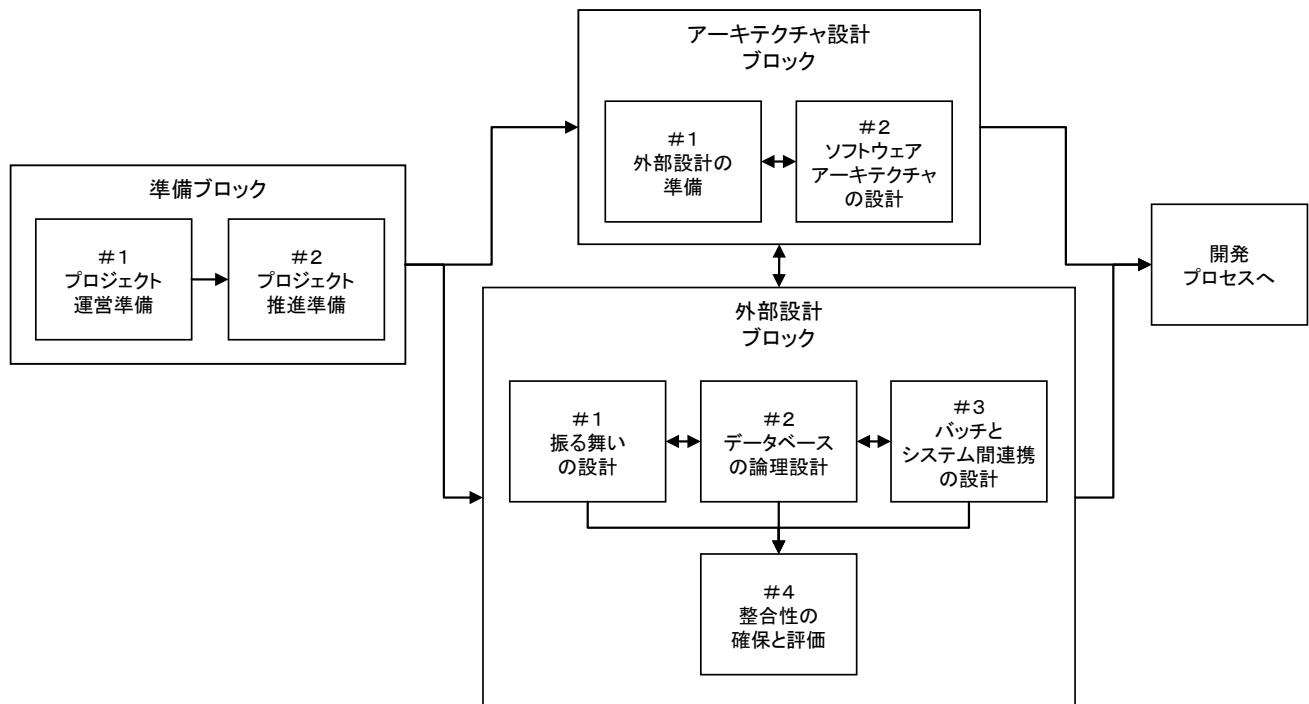 アーキテクチャ設計
ブロック
#1
外部設計の
準備
#2
ソフトウェア
アーキテクチャ
の設計
準備ブロック
#1
プロジェクト
運営準備
#2
プロジェクト
推進準備
開発
プロセスへ
外部設計
ブロック
#1
振る舞い
の設計
#2
データベース
の論理設計
#3
バッチと
システム間連携
の設計
#4
整合性の
確保と評価